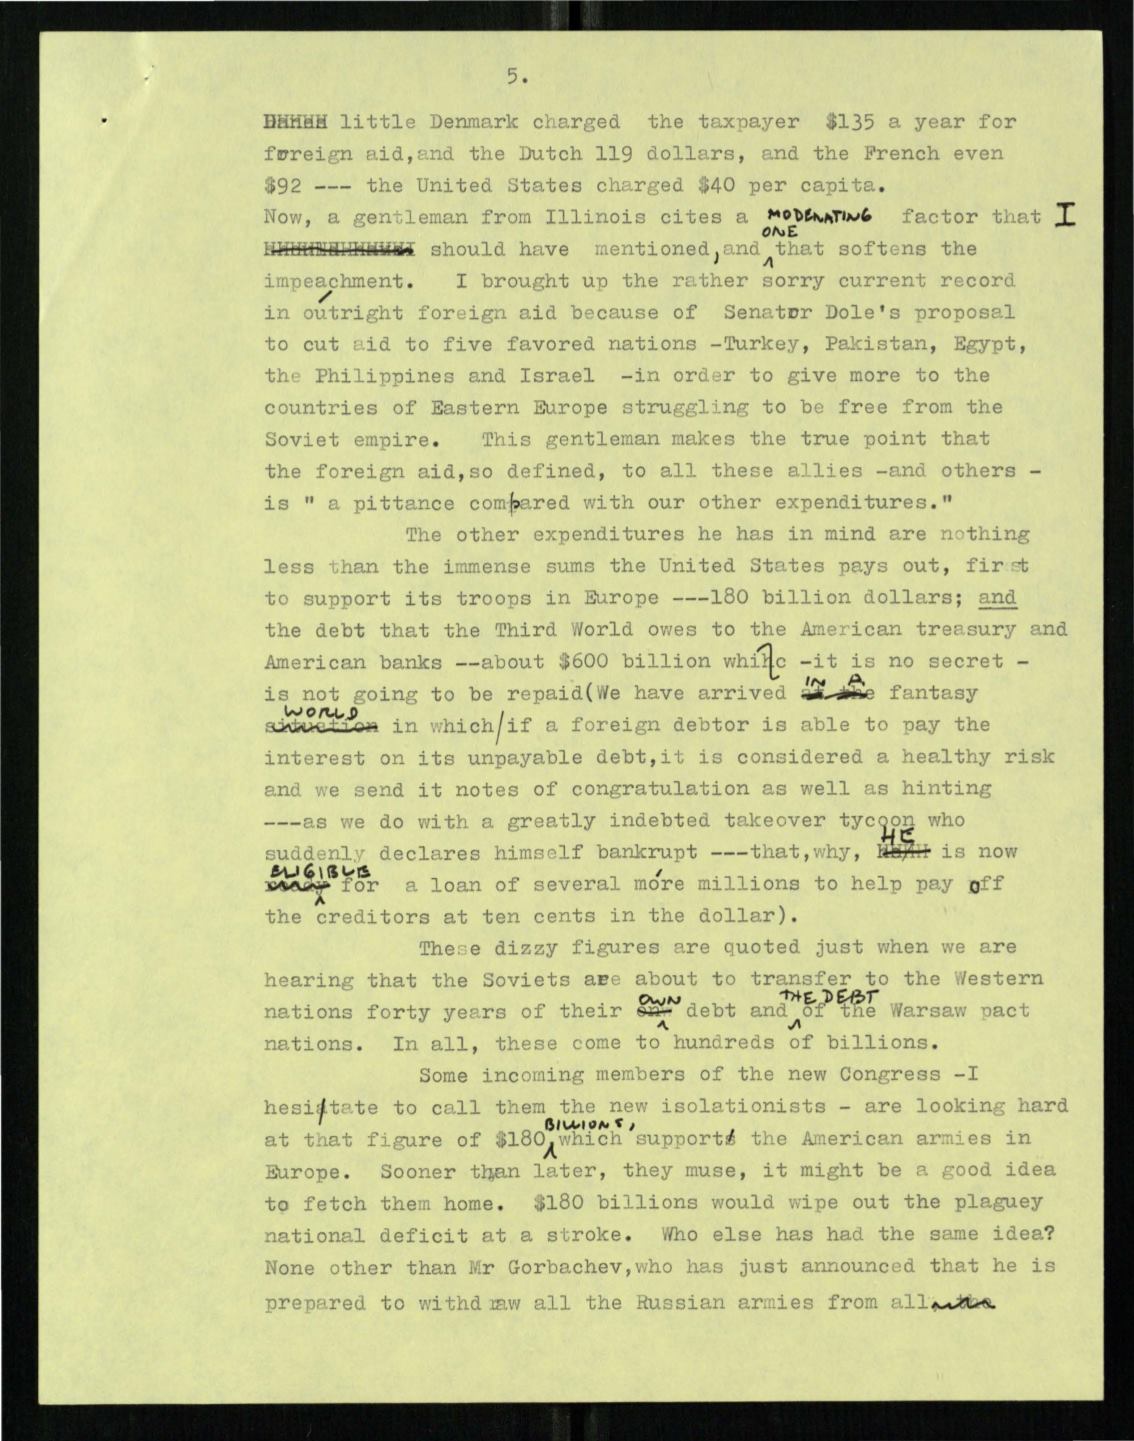 5.
little Denmark charged the taxpayer $135 a year for
foreign aid,and the Dutch 119 dollars, and the French even
$92 --- the United States charged $40 per capita.
Now, a gentleman from Illinois cites a MODERATING factor that I
should have mentioned,and ONE that softens the
impeachment. I brought up the rather sorry current record
in outright foreign aid because of Senator Dole's proposal
to cut aid to five favored nations -Turkey, Pakistan, Egypt,
the Philippines and Israel -in order to give more to the
countries of Eastern Europe struggling to be free from the
Soviet empire. This gentleman makes the true point that
the foreign aid,so defined, to all these allies -and others -
is " a pittance compared with our other expenditures."
The other expenditures he has in mind are nothing
less than the immense sums the United States pays out, first
to support its troops in Europe ---180 billion dollars; and
the debt that the Third World owes to the American treasury and
American banks --about $600 billion whihc -it is no secret -
is not going to be repaid(We have arrived IN A fantasy
WORLD in which/if a foreign debtor is able to pay the
interest on its unpayable debt,it is considered a healthy risk
and we send it notes of congratulation as well as hinting
---as we do with a greatly indebted takeover tycoon who
suddenly declares himself bankrupt ---that,why, HE is now
ELIGIBLE for a loan of several more millions to help pay off
the creditors at ten cents in the dollar).
These dizzy figures are quoted just when we are
hearing that the Soviets are about to transfer to the Western
nations forty years of their OWN debt and THE DEBT of the Warsaw pact
nations. In all, these come to hundreds of billions.
Some incoming members of the new Congress -I
hesitate to call them the new isolationists - are looking hard
at that figure of $180 BILLIONS, which support the American armies in
Europe. Sooner than later, they muse, it might be a good idea
to fetch them home. $180 billions would wipe out the plaguey
national deficit at a stroke. Who else has had the same idea?
None other than Mr Gorbachev,who has just announced that he is
prepared to withdraw all the Russian armies from all